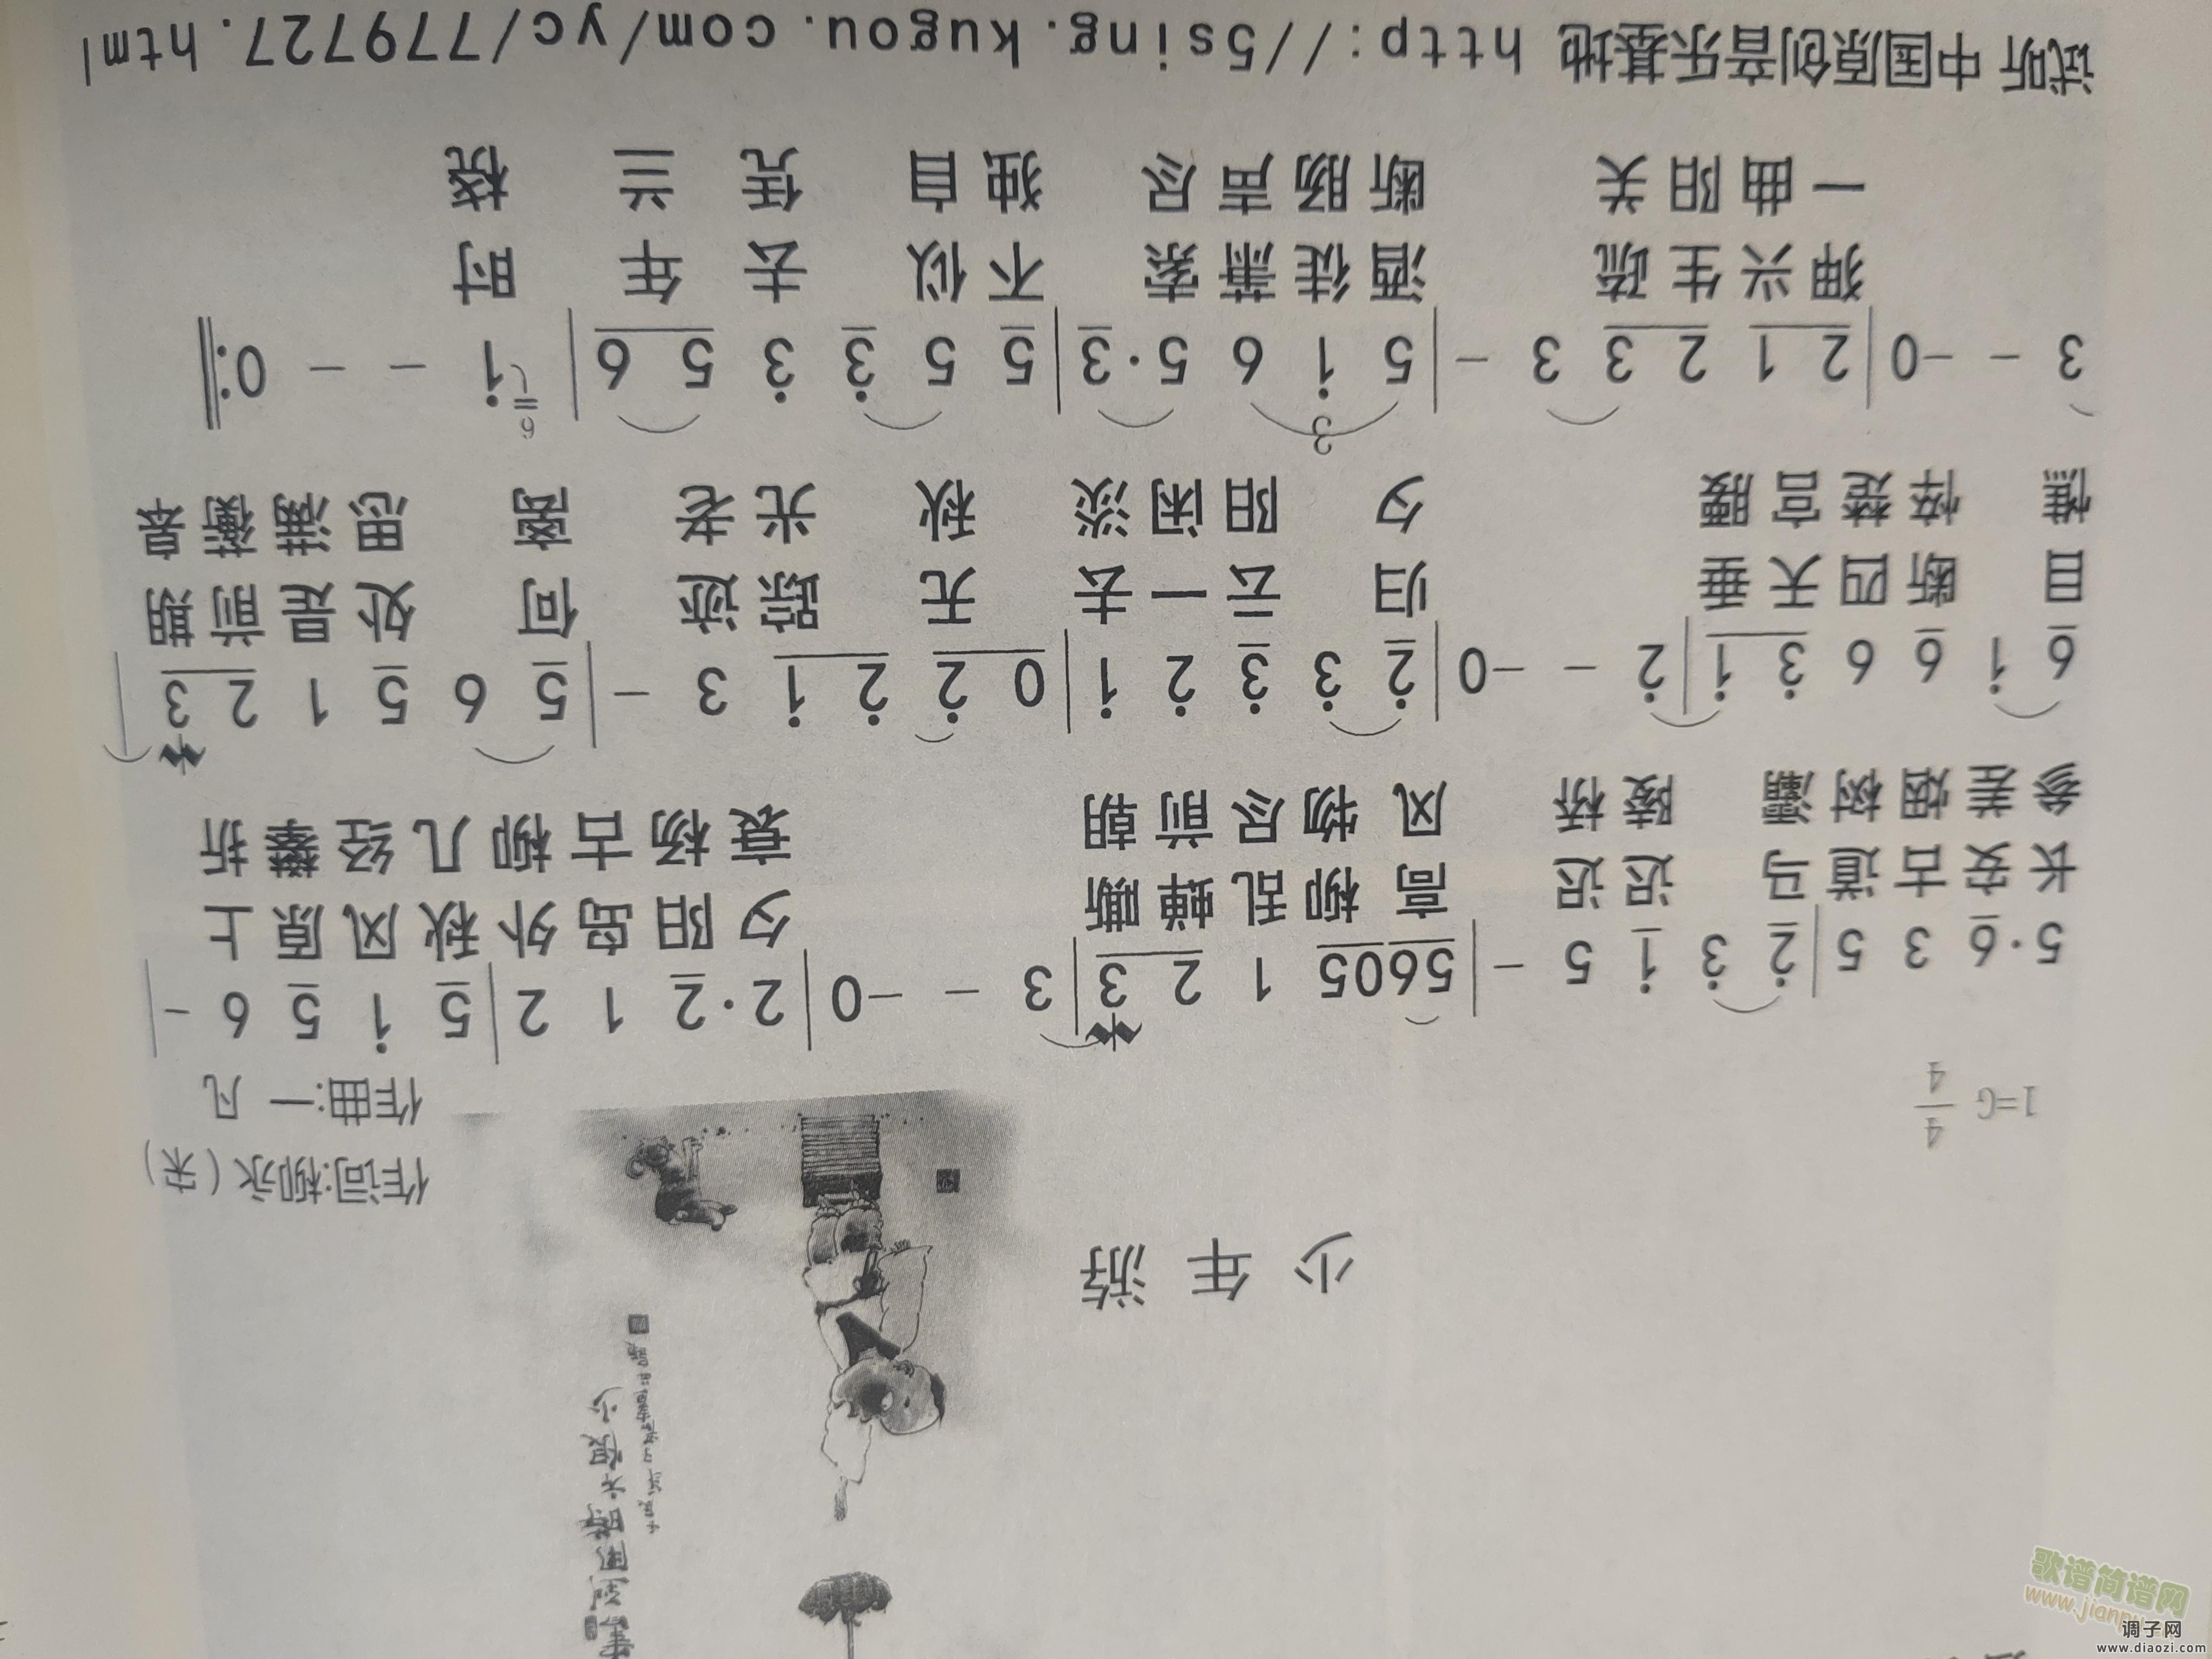 少年游
1=G 4/4
作词:柳永(宋)
作曲:一 凡
5·6 3 5 | 2̇ 3̇ 1̇ 5 - | 5605 1 2 3 | 3 - -0 | 2·2 1 2 | 5 1̇ 5 6 - |
长安古道马 迟迟 高柳乱蝉嘶 夕阳岛外秋风原上
参差烟树灞 陵桥 风物尽前朝 衰杨古柳几经攀折
6 1̇ 6 6 3̇ 1̇ | 2̇ - -0 | 2̇ 3̇ 3̇ 2̇ 1̇ | 0 2̇ 2̇ 1̇ 3 - | 5 6 5 1 2 3 |
目 断四天垂 归 云一去 无 踪迹 何 处是前期
憔 悴楚宫腰 夕 阳闲淡 秋 光老 离 思满蘅皋
3 - -0 | 2 1 2 3 3 - | 5 1̇ 6 5·3 | 5 5 3̇ 3̇ 5 6 | 6 1̇ - - 0 :||
3
狎兴生疏 酒徒萧索 不似 去 年 时
一曲阳关 断肠声尽 独自 凭 兰 桡
试听 中国原创音乐基地 http://5sing.kugou.com/yc/779727.html
歌谱简谱网
www.jianpu
调子网
www.diaozi.com